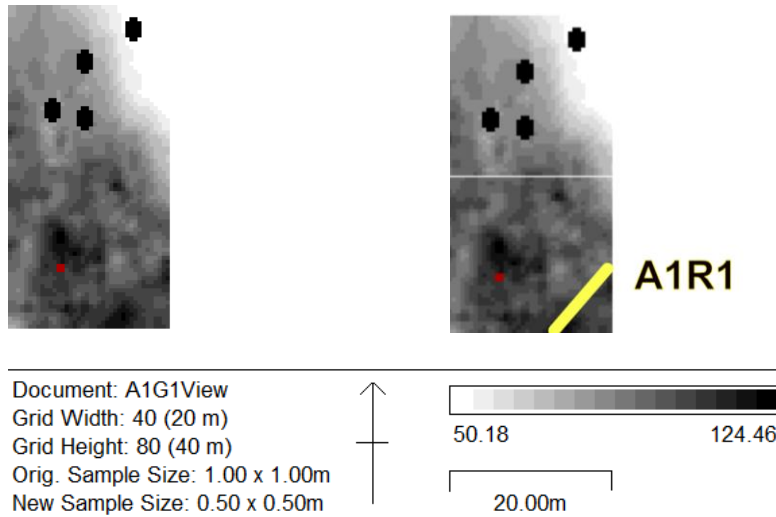 A1R1
Document: A1G1View
Grid Width: 40 (20 m)
Grid Height: 80 (40 m)
Orig. Sample Size: 1.00 x 1.00m
New Sample Size: 0.50 x 0.50m
50.18 124.46
20.00m